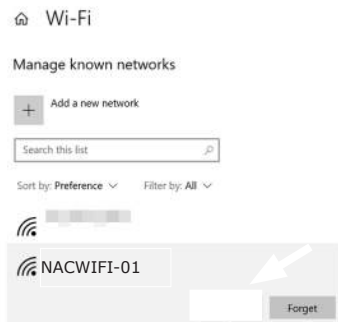 Wi-Fi
Manage known networks
Add a new network
Search this list
Sort by: Preference Filter by: All
NACWIFI-01
Forget